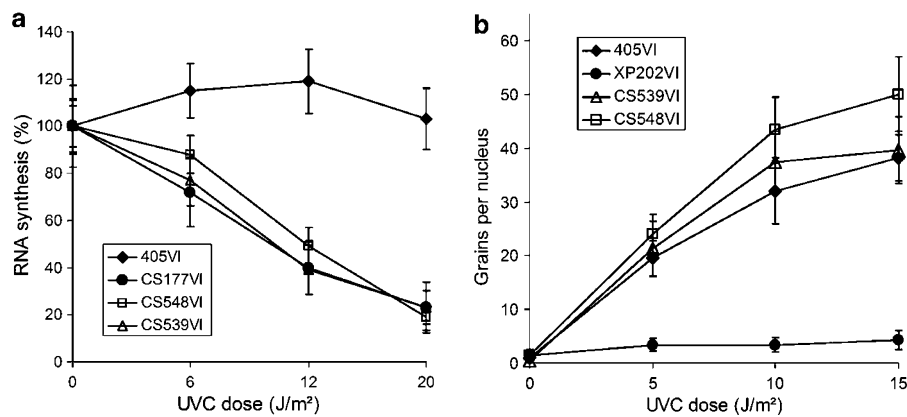 a
RNA synthesis (%)
140
120
100
80
60
40
20
0
405VI
CS177VI
CS548VI
CS539VI
0 6 12 20
UVC dose (J/m²)
b
Grains per nucleus
60
50
40
30
20
10
0
405VI
XP202VI
CS539VI
CS548VI
0 5 10 15
UVC dose (J/m²)